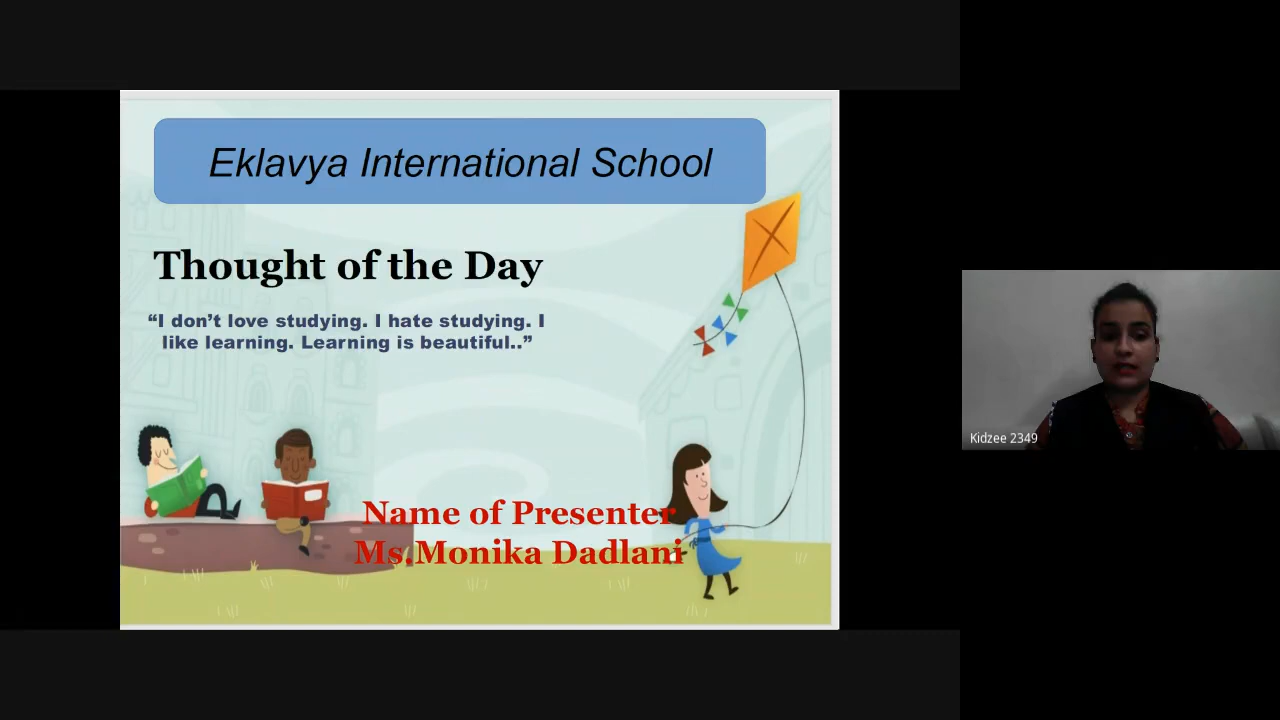 Eklavya International School
Thought of the Day
“I don’t love studying. I hate studying. I
like learning. Learning is beautiful..”
Name of Presenter
Ms.Monika Dadlani
Kidzee 2349